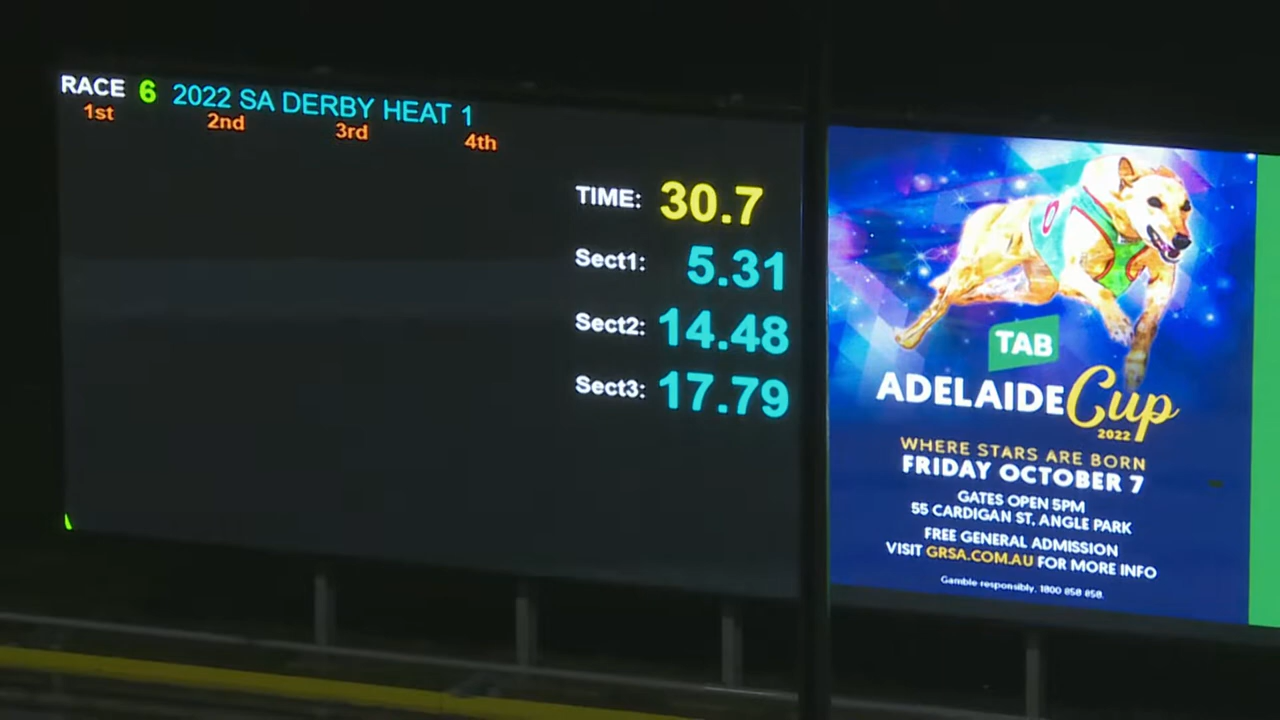 RACE 6 2022 SA DERBY HEAT 1
1st 2nd 3rd 4th
TIME: 30.7
Sect1: 5.31
Sect2: 14.48
Sect3: 17.79
TAB
ADELAIDE Cup
2022
WHERE STARS ARE BORN
FRIDAY OCTOBER 7
GATES OPEN 5PM
55 CARDIGAN ST, ANGLE PARK
FREE GENERAL ADMISSION
VISIT GRSA.COM.AU FOR MORE INFO
Gamble responsibly, 1800 858 858.